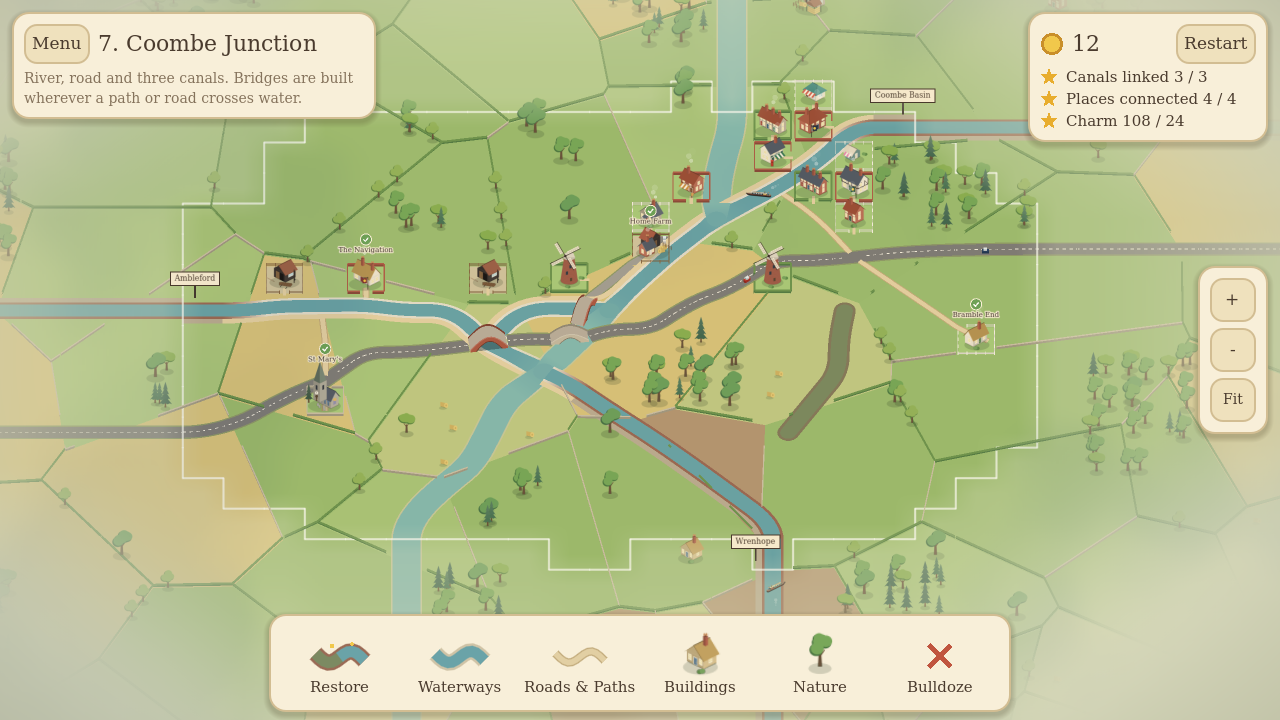 Menu
7. Coombe Junction
River, road and three canals. Bridges are built
wherever a path or road crosses water.
12
Restart
Canals linked 3 / 3
Places connected 4 / 4
Charm 108 / 24
Coombe Basin
Home Farm
The Navigation
Ambleford
Bramble End
St Mary's
Wrenhope
+
-
Fit
Restore
Waterways
Roads & Paths
Buildings
Nature
Bulldoze